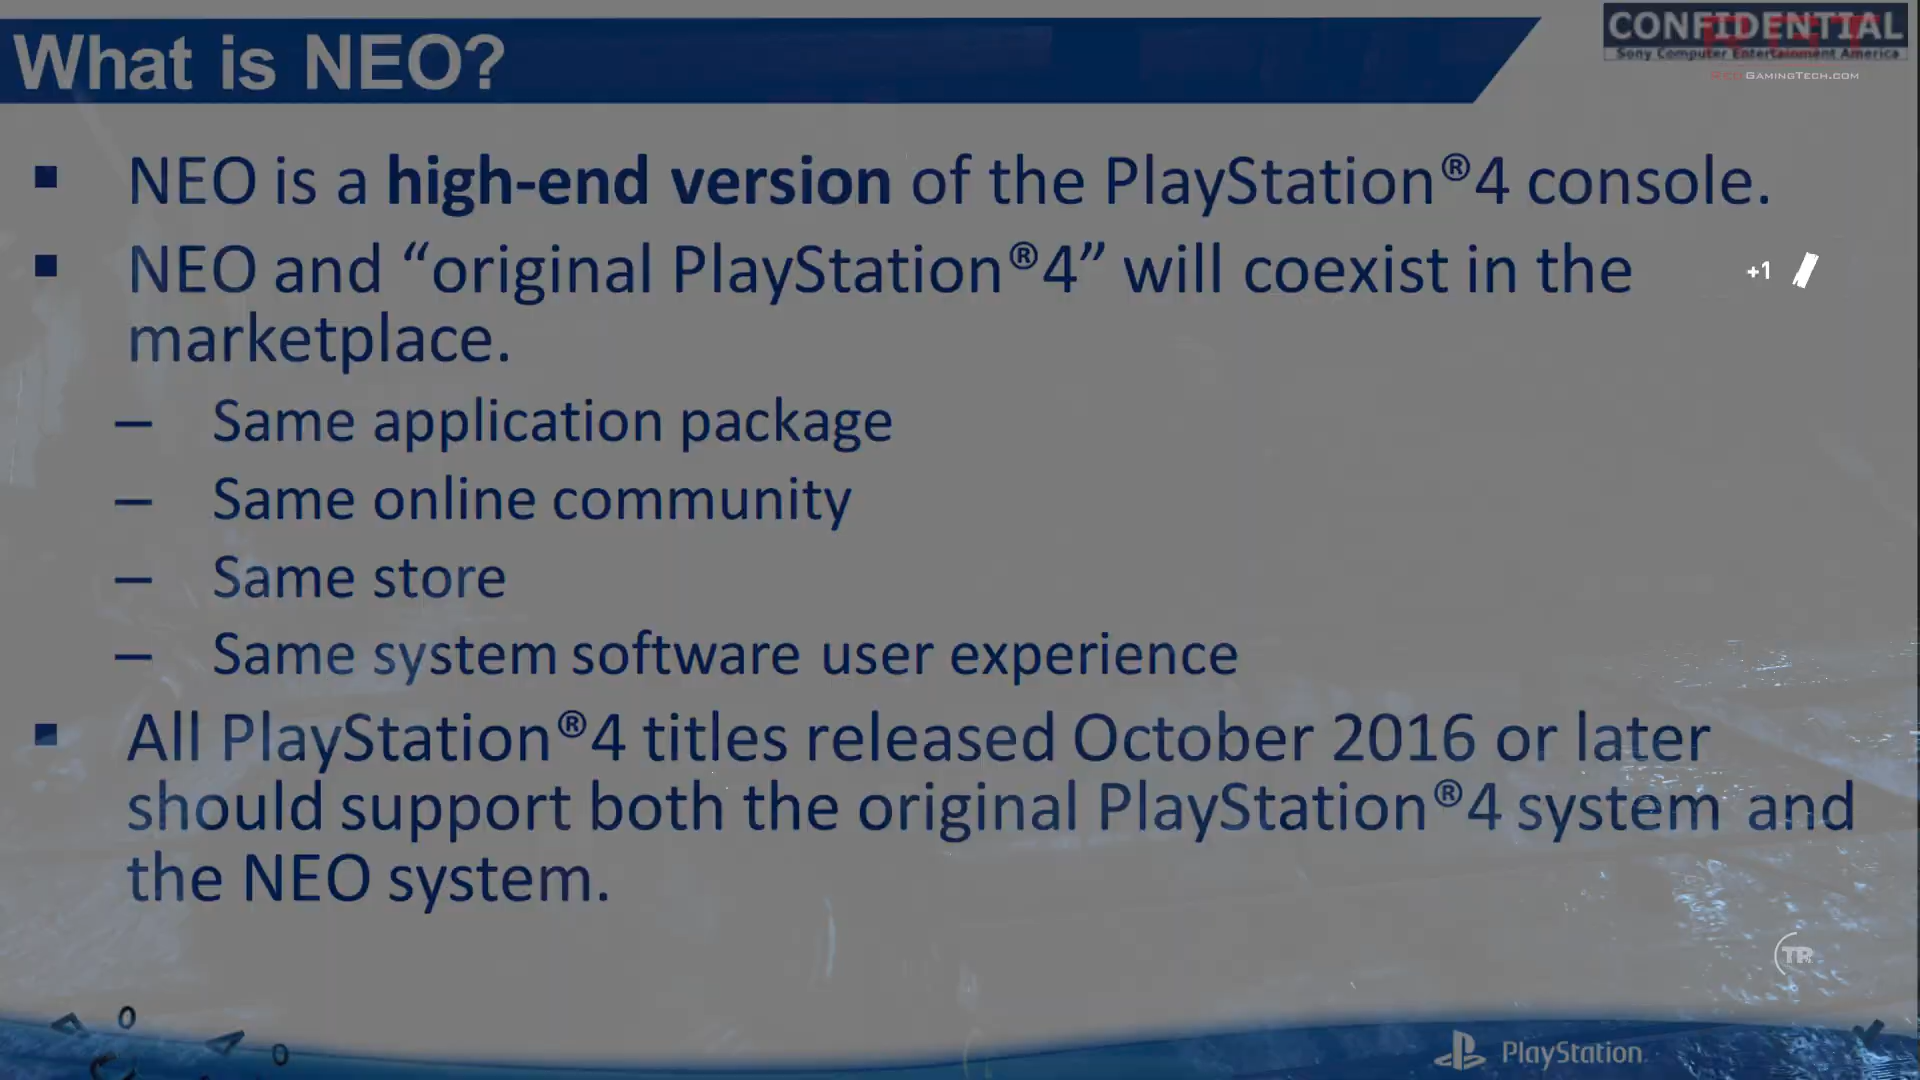 What is NEO?
CONFIDENTIAL
Sony Computer Entertainment America
REDGAMINGTECH.COM
▪ NEO is a high-end version of the PlayStation®4 console.
▪ NEO and “original PlayStation®4” will coexist in the
+1
marketplace.
– Same application package
– Same online community
– Same store
– Same system software user experience
▪ All PlayStation®4 titles released October 2016 or later
should support both the original PlayStation®4 system and
the NEO system.
PlayStation